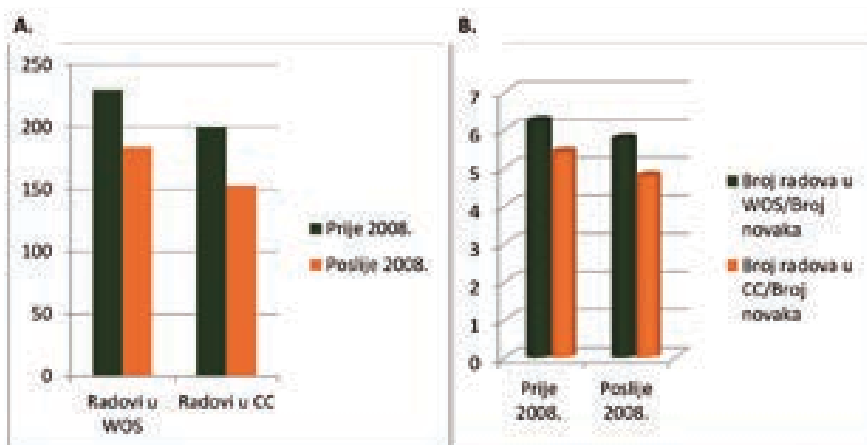 A.
250
200
150
100
50
0
Radovi u
WOS
Radovi u CC
Prije 2008.
Poslije 2008.
B.
7
6
5
4
3
2
1
0
Prije
2008.
Poslije
2008.
Broj radova u
WOS/Broj
novaka
Broj radova u
CC/Broj
novaka